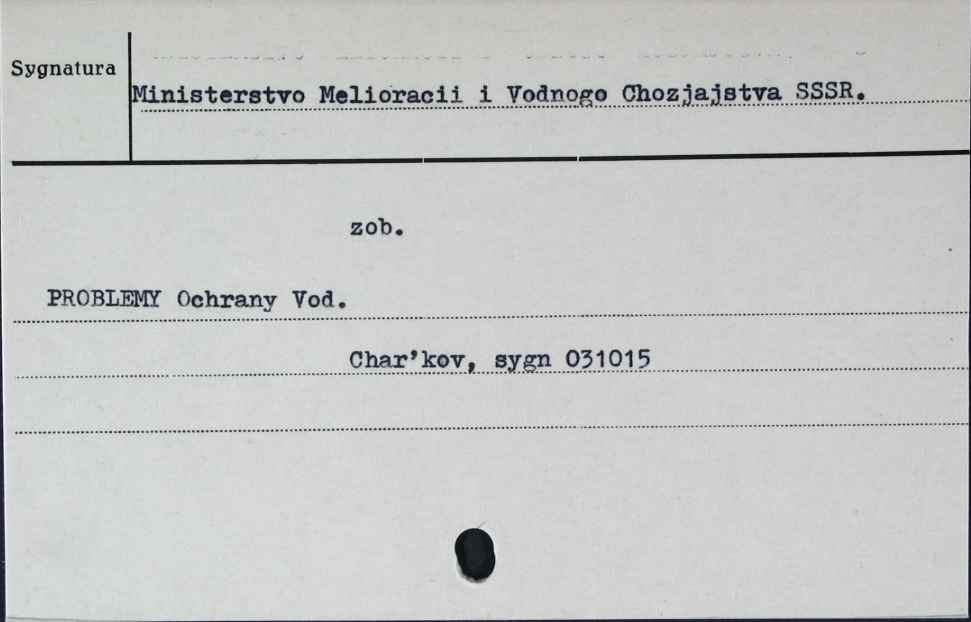 Sygnatura
Ministerstvo Melioracii i Vodnogo Chozjajstva SSSR.
zob.
PROBLEMY Ochrany Vod.
Char'kov, sygn 031015